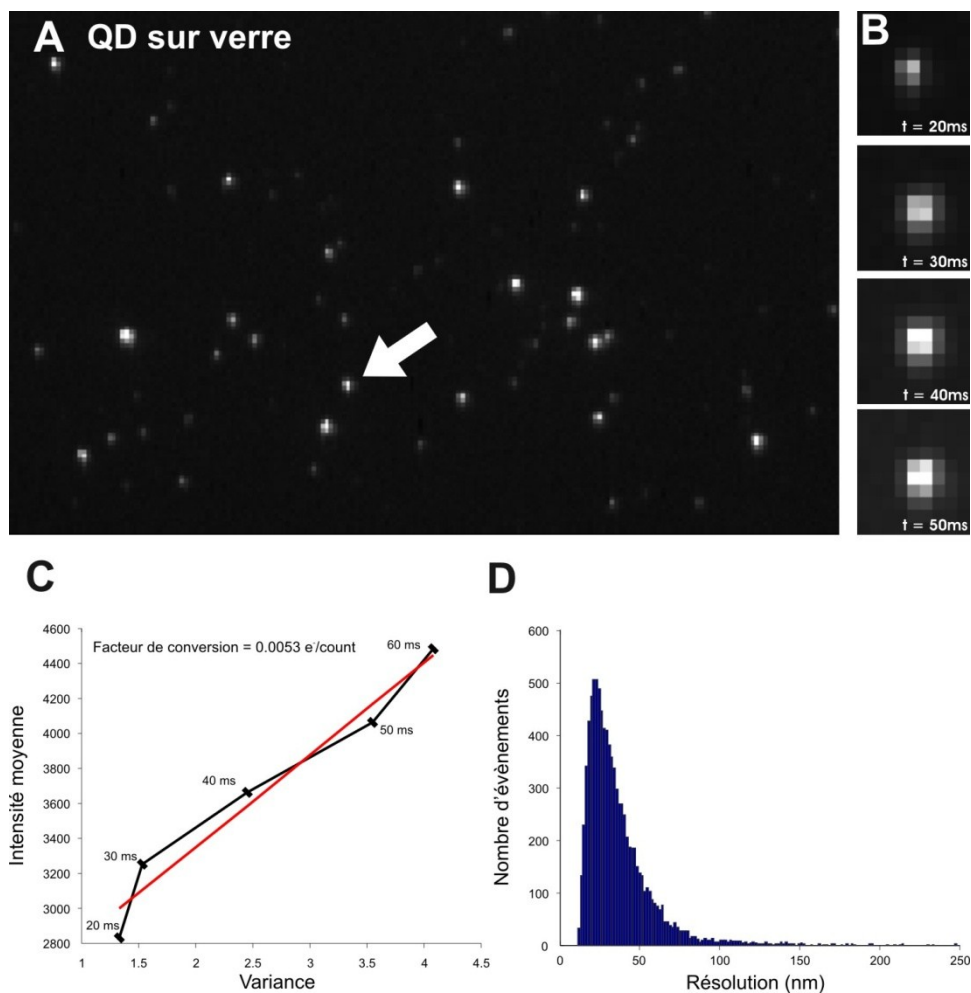 A QD sur verre
B
t = 20ms
t = 30ms
t = 40ms
t = 50ms
C
Facteur de conversion = 0.0053 e⁻/count
Intensité moyenne
4600
4400
4200
4000
3800
3600
3400
3200
3000
2800
20 ms
30 ms
40 ms
50 ms
60 ms
1 1.5 2 2.5 3 3.5 4 4.5
Variance
D
Nombre d'évènements
600
500
400
300
200
100
0
0 50 100 150 200 250
Résolution (nm)